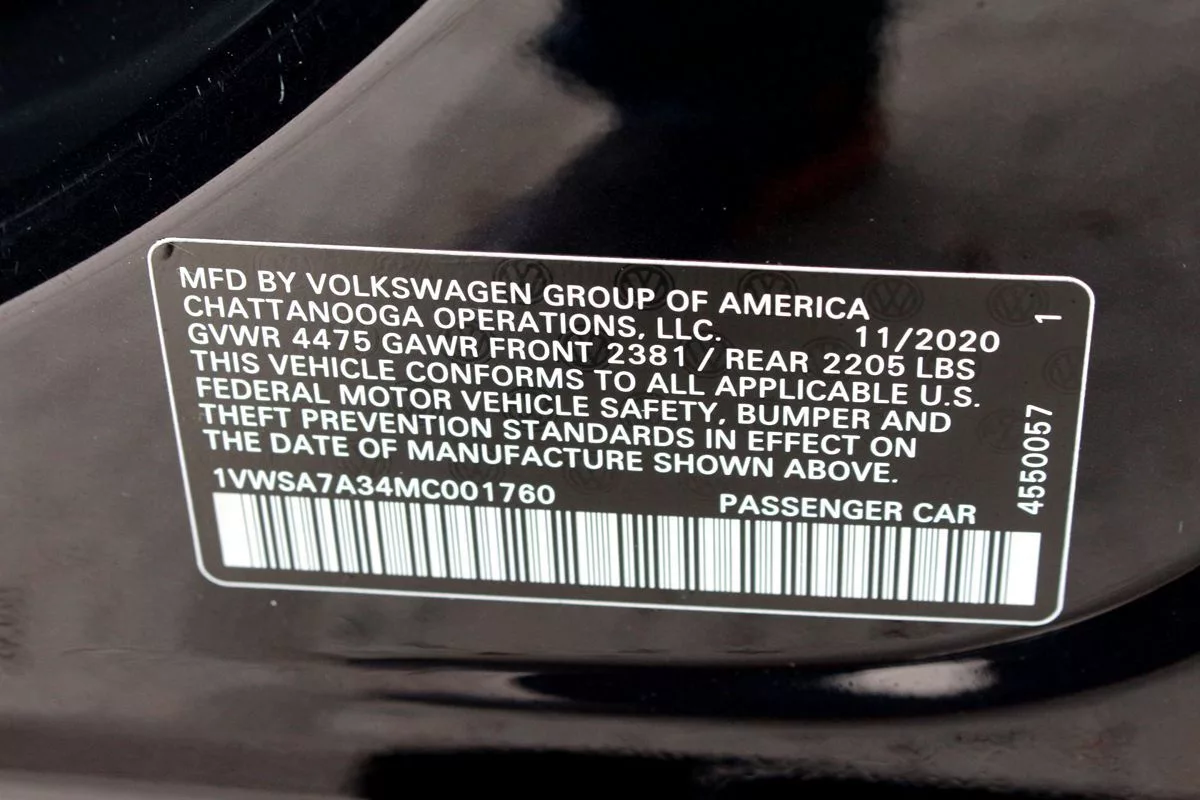 MFD BY VOLKSWAGEN GROUP OF AMERICA
CHATTANOOGA OPERATIONS, LLC. 11/2020 1
GVWR 4475 GAWR FRONT 2381 / REAR 2205 LBS
THIS VEHICLE CONFORMS TO ALL APPLICABLE U.S.
FEDERAL MOTOR VEHICLE SAFETY, BUMPER AND
THEFT PREVENTION STANDARDS IN EFFECT ON
THE DATE OF MANUFACTURE SHOWN ABOVE.
4550057
1VWSA7A34MC001760 PASSENGER CAR